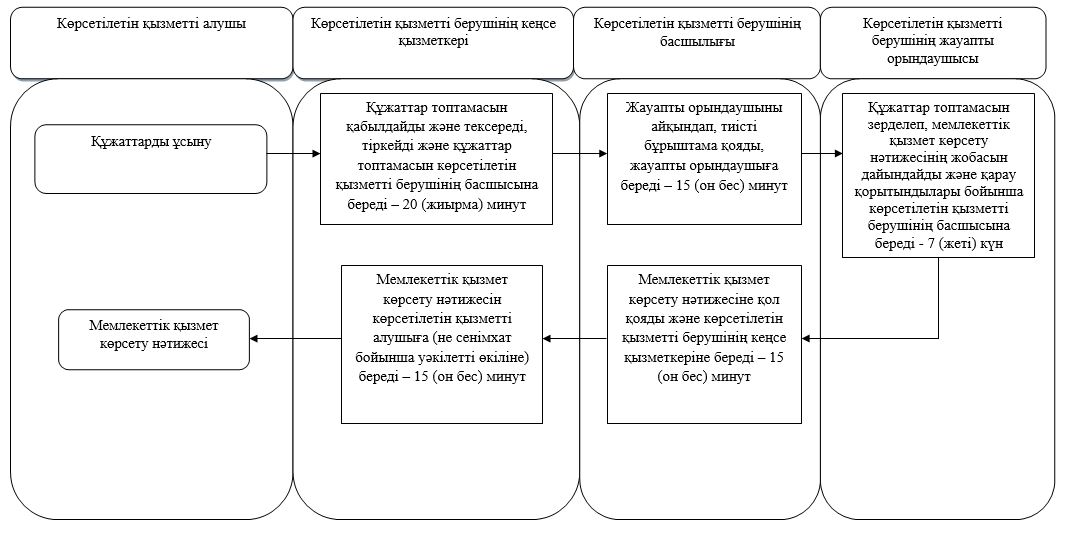 Көрсетілетін қызметті алушы
Көрсетілетін қызметті берушінің кеңсе
қызметкері
Көрсетілетін қызметті берушінің
басшылығы
Көрсетілетін қызметті
берушінің жауапты
орындаушысы
Құжаттарды ұсыну
Құжаттар топтамасын
қабылдайды және тексереді,
тіркейді және құжаттар
топтамасын көрсетілетін
қызметті берушінің басшысына
береді – 20 (жиырма) минут
Жауапты орындаушыны
айқындап, тиісті
бұрыштама қояды,
жауапты орындаушыға
береді – 15 (он бес) минут
Құжаттар топтамасын
зерделеп, мемлекеттік
қызмет көрсету
нәтижесінің жобасын
дайындайды және қарау
қорытындылары бойынша
көрсетілетін қызметті
берушінің басшысына
береді - 7 (жеті) күн
Мемлекеттік қызмет
көрсету нәтижесіне қол
қояды және көрсетілетін
қызметті берушінің кеңсе
қызметкеріне береді – 15
(он бес) минут
Мемлекеттік қызмет
көрсету нәтижесін
көрсетілетін қызметті
алушыға (не сенімхат
бойынша уәкілетті өкіліне)
береді – 15 (он бес) минут
Мемлекеттік қызмет
көрсету нәтижесі